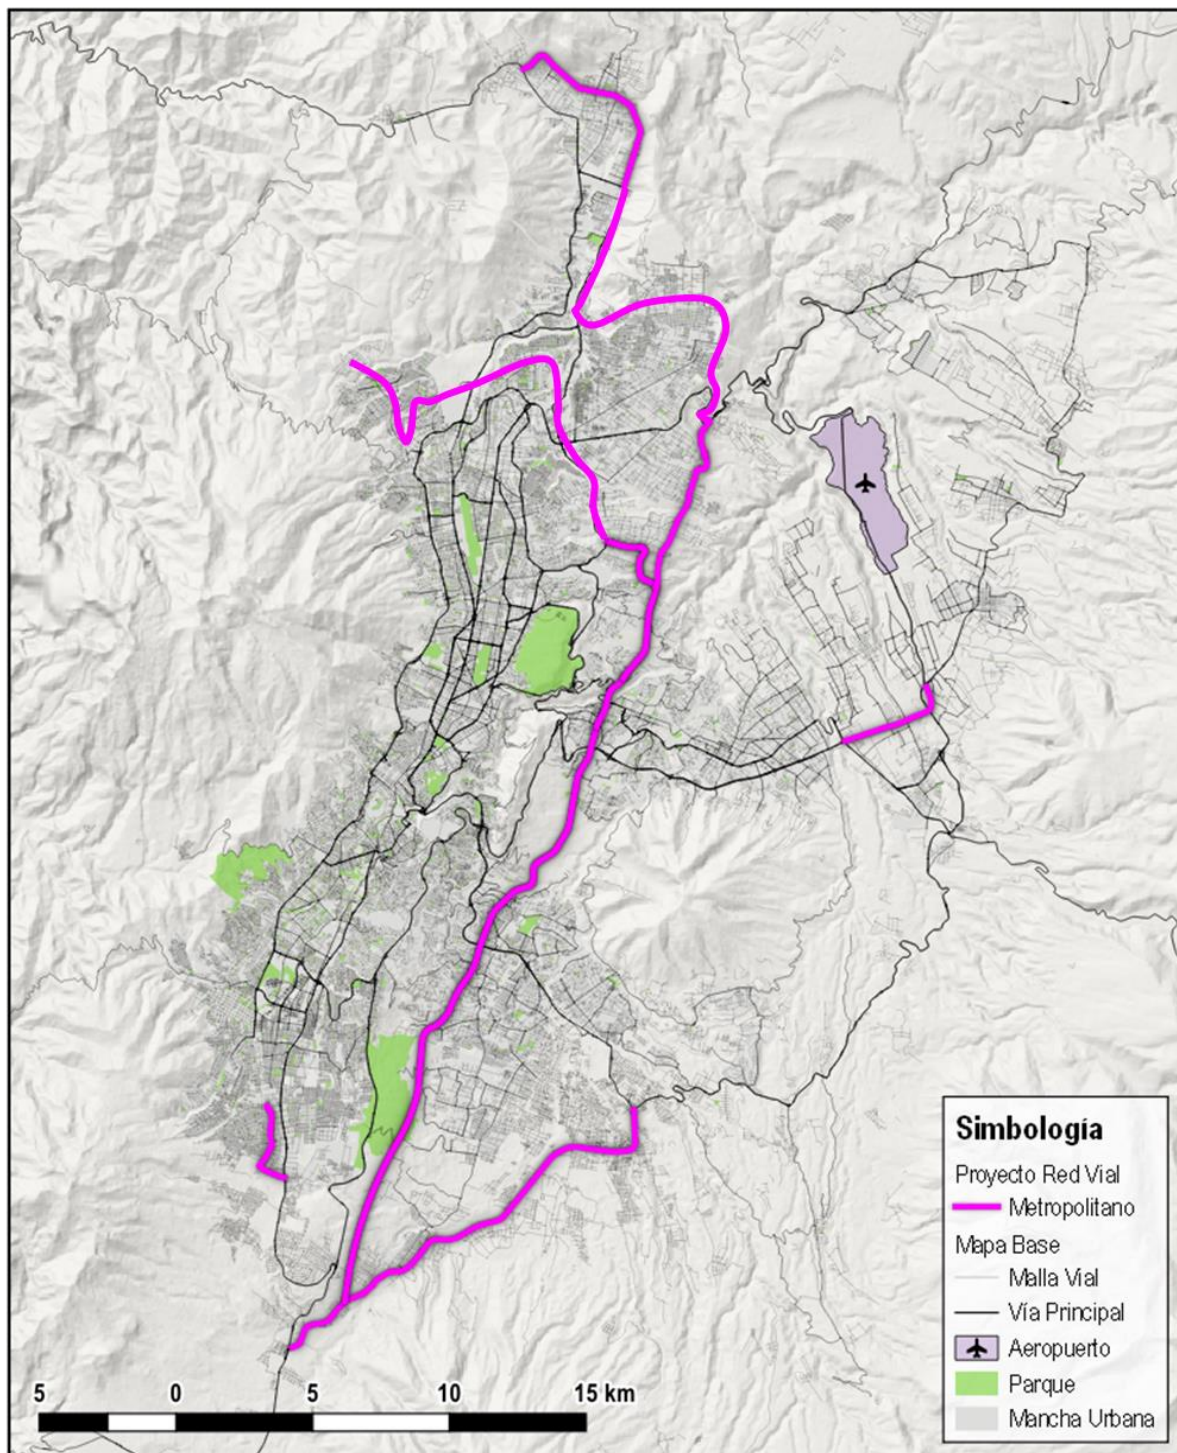 Simbología
Proyecto Red Vial
Metropolitano
Mapa Base
Malla Vial
Vía Principal
Aeropuerto
Parque
Mancha Urbana
5 0 5 10 15 km